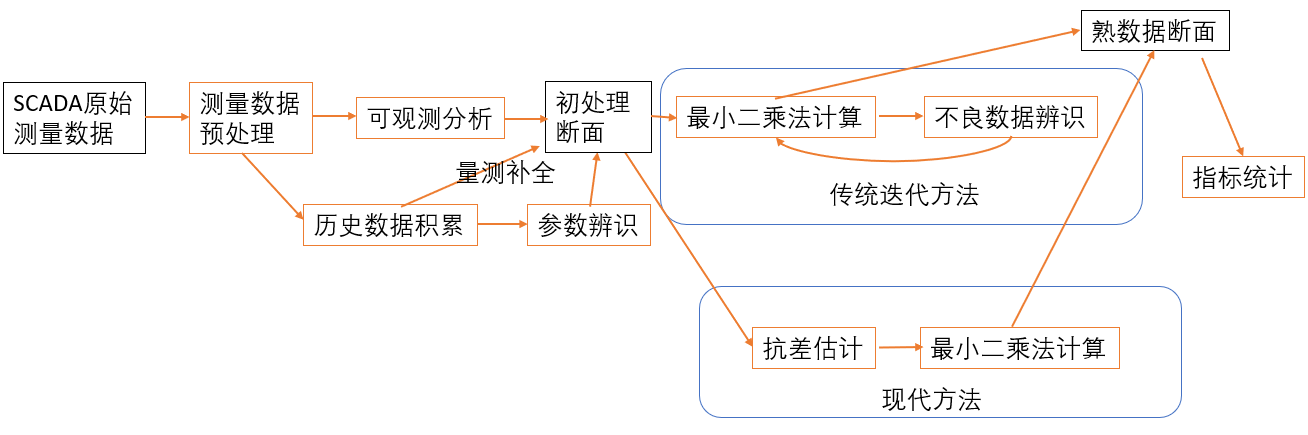 SCADA原始
测量数据
测量数据
预处理
可观测分析
量测补全
历史数据积累
参数辨识
初处理
断面
最小二乘法计算
不良数据辨识
传统迭代方法
抗差估计
最小二乘法计算
现代方法
熟数据断面
指标统计